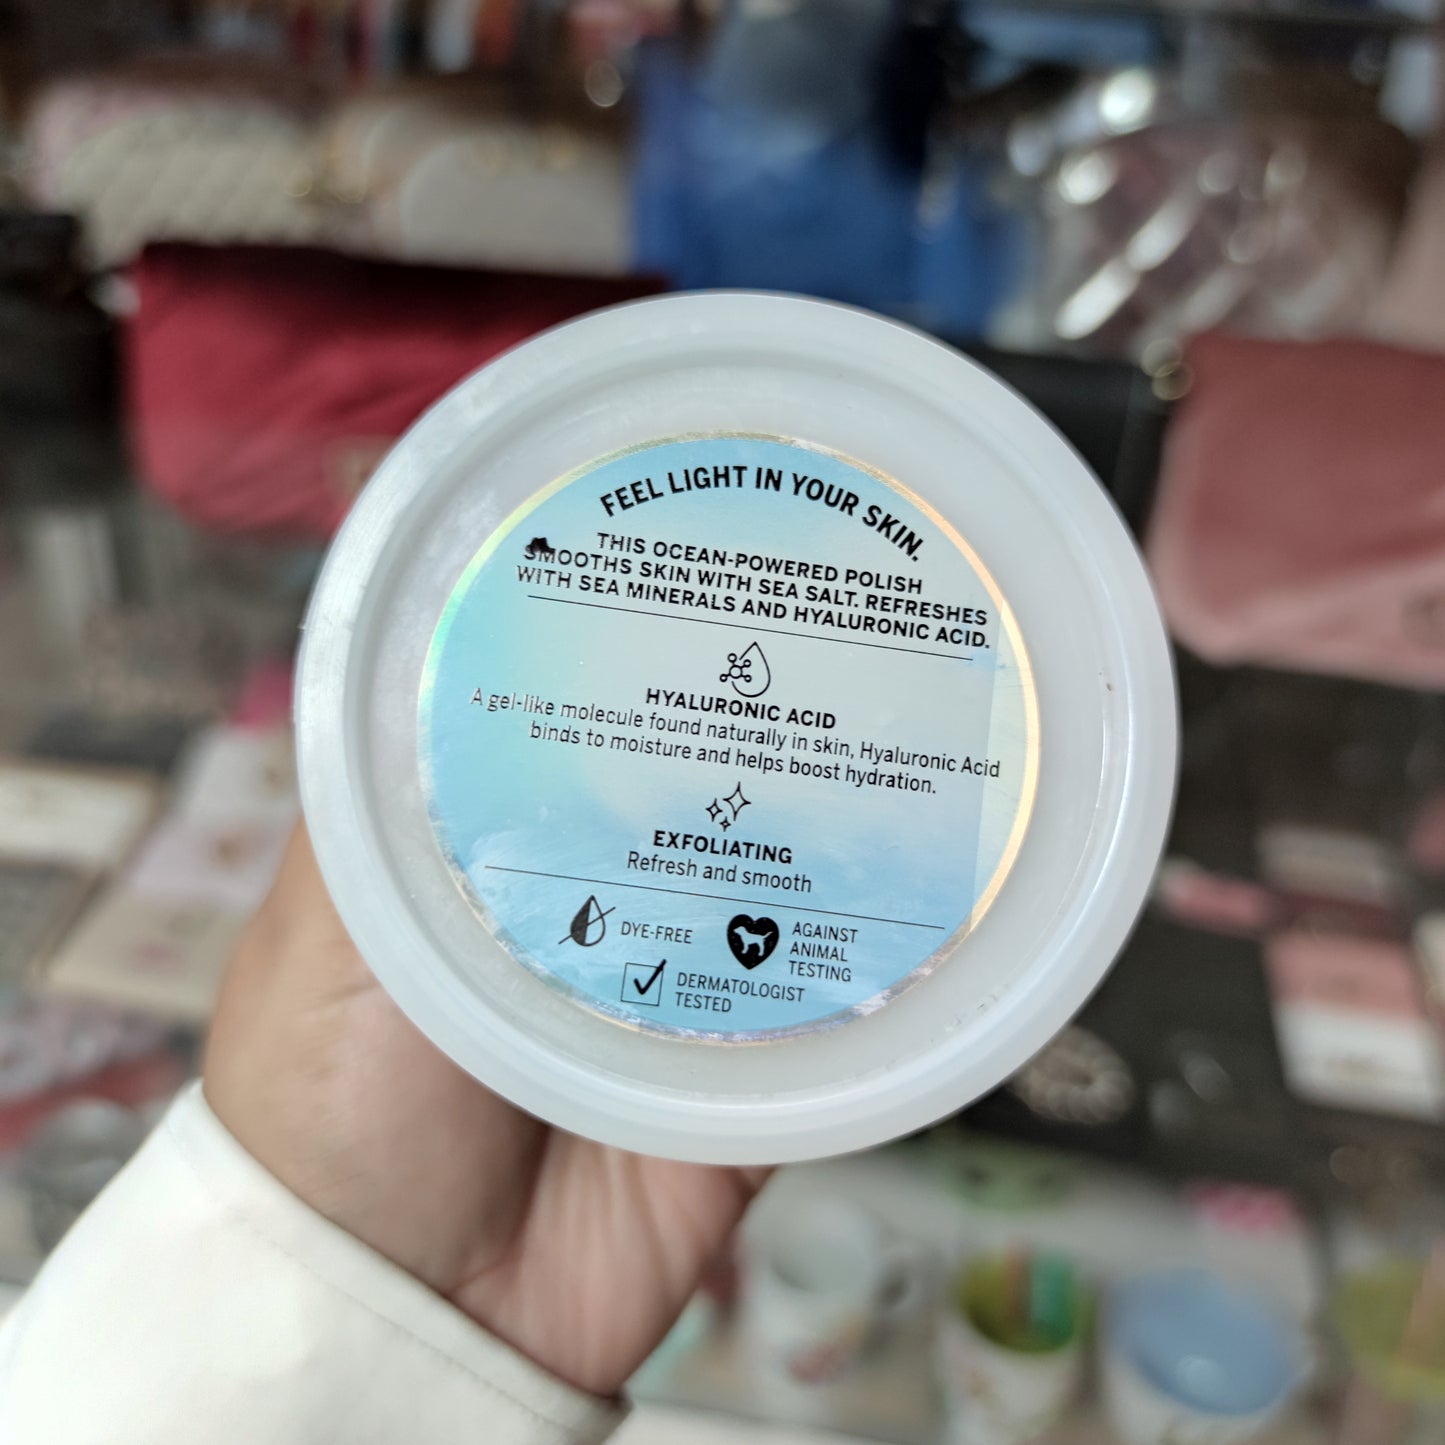 FEEL LIGHT IN YOUR SKIN.
THIS OCEAN-POWERED POLISH
SMOOTHS SKIN WITH SEA SALT. REFRESHES
WITH SEA MINERALS AND HYALURONIC ACID.
HYALURONIC ACID
A gel-like molecule found naturally in skin, Hyaluronic Acid
binds to moisture and helps boost hydration.
EXFOLIATING
Refresh and smooth
DYE-FREE
AGAINST
ANIMAL
TESTING
DERMATOLOGIST
TESTED